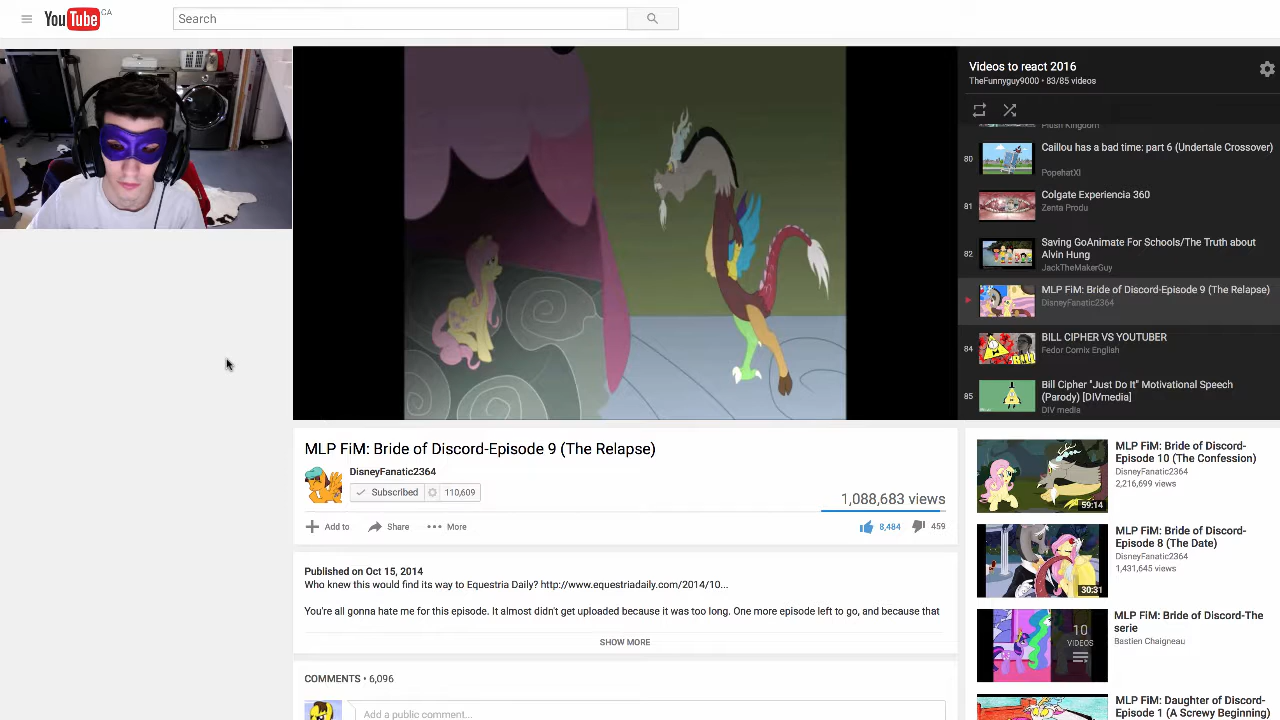 YouTube CA
Search
Videos to react 2016
TheFunnyguy9000 • 83/85 videos
Plush Kingdom
80
Caillou has a bad time: part 6 (Undertale Crossover)
PopehatXI
81
Colgate Experiencia 360
Zenta Produ
82
Saving GoAnimate For Schools/The Truth about
Alvin Hung
JackTheMakerGuy
MLP FiM: Bride of Discord-Episode 9 (The Relapse)
DisneyFanatic2364
84
BILL CIPHER VS YOUTUBER
Fedor Comix English
85
Bill Cipher "Just Do It" Motivational Speech
(Parody) [DIVmedia]
DIV media
MLP FiM: Bride of Discord-Episode 9 (The Relapse)
DisneyFanatic2364
Subscribed 110,609
1,088,683 views
Add to Share More 8,484 459
Published on Oct 15, 2014
Who knew this would find its way to Equestria Daily? http://www.equestriadaily.com/2014/10...
You're all gonna hate me for this episode. It almost didn't get uploaded because it was too long. One more episode left to go, and because that
SHOW MORE
COMMENTS • 6,096
Add a public comment...
MLP FiM: Bride of Discord-
Episode 10 (The Confession)
DisneyFanatic2364
2,216,699 views
59:14
MLP FiM: Bride of Discord-
Episode 8 (The Date)
DisneyFanatic2364
1,431,645 views
30:31
MLP FiM: Bride of Discord-The
serie
Bastien Chaigneau
10
VIDEOS
MLP FiM: Daughter of Discord-
Episode 1 (A Screwy Beginning)